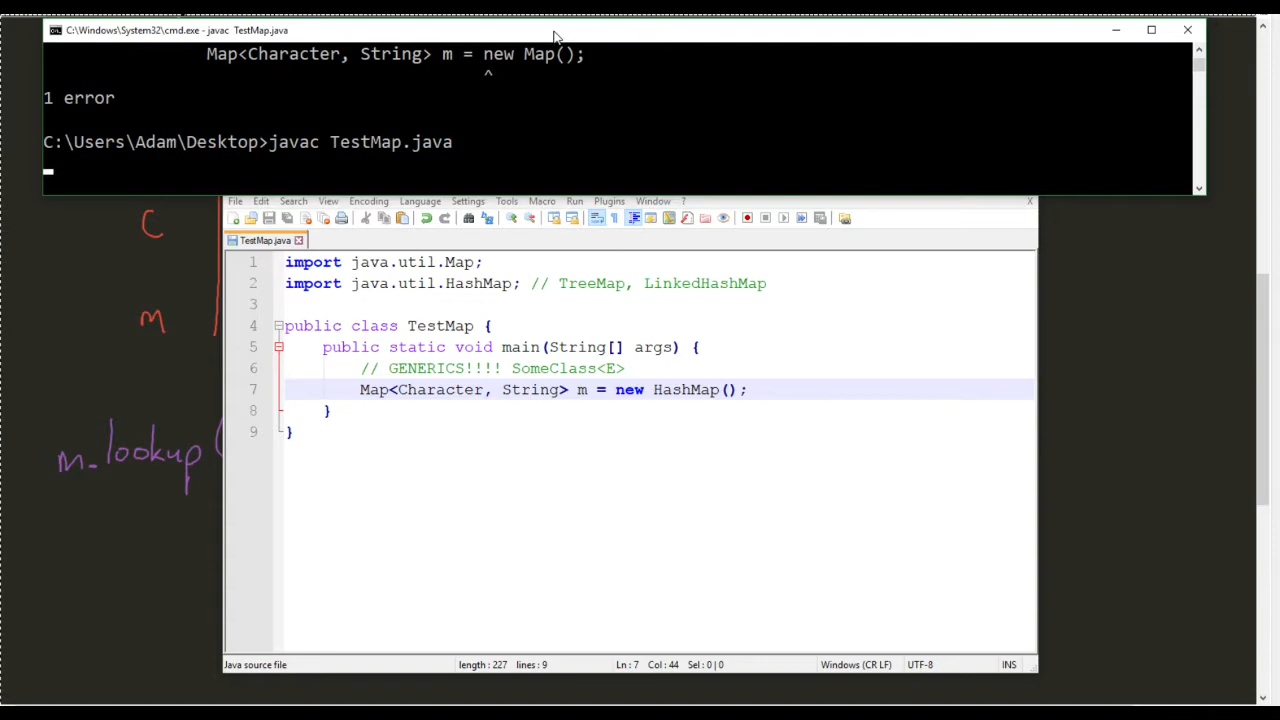 C:\Windows\System32\cmd.exe - javac TestMap.java
Map<Character, String> m = new Map();
^
1 error
C:\Users\Adam\Desktop>javac TestMap.java
File Edit Search View Encoding Language Settings Tools Macro Run Plugins Window ? X
TestMap.java
1 import java.util.Map;
2 import java.util.HashMap; // TreeMap, LinkedHashMap
3
4 public class TestMap {
5 public static void main(String[] args) {
6 // GENERICS!!!! SomeClass<E>
7 Map<Character, String> m = new HashMap();
8 }
9 }
C
m
m.lookup(
Java source file length : 227 lines : 9 Ln : 7 Col : 44 Sel : 0 | 0 Windows (CR LF) UTF-8 INS